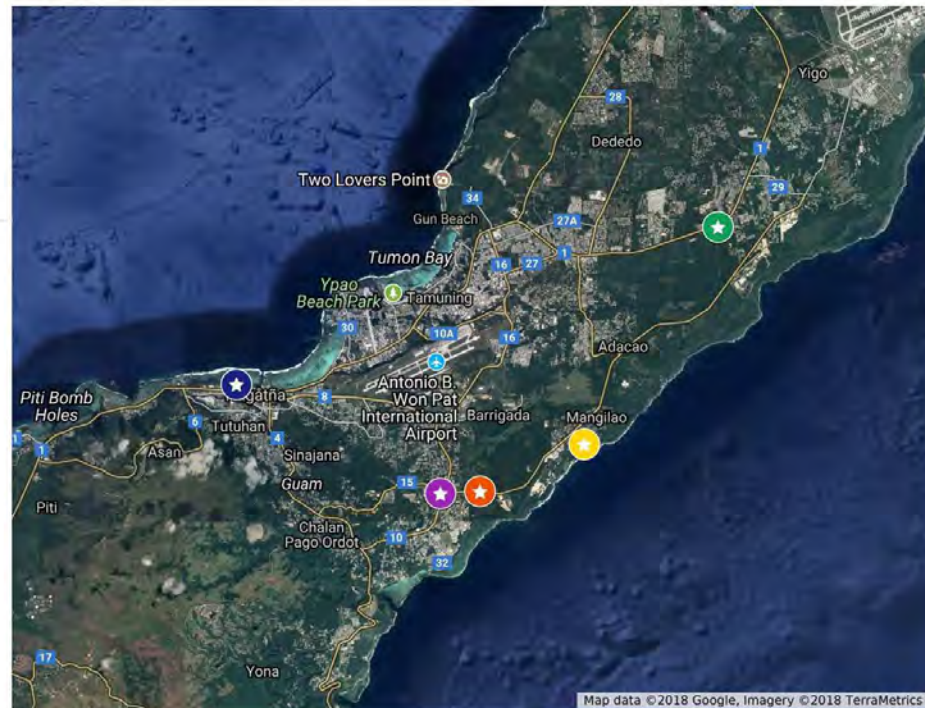 Yigo
28
Dededo
1
29
Two Lovers Point
34
Gun Beach
27A
Tumon Bay
1
16
27
Ypao
Beach Park
Tamuning
30
10A
16
Adacao
Piti Bomb
Holes
8
Antonio B.
Won Pat
International
Airport
Barrigada
Mangilao
6
Tutuhan
4
1
1
Asan
Sinajana
Guam
15
Piti
Chalan
Pago Ordot
10
32
17
Yona
Map data ©2018 Google, Imagery ©2018 TerraMetrics